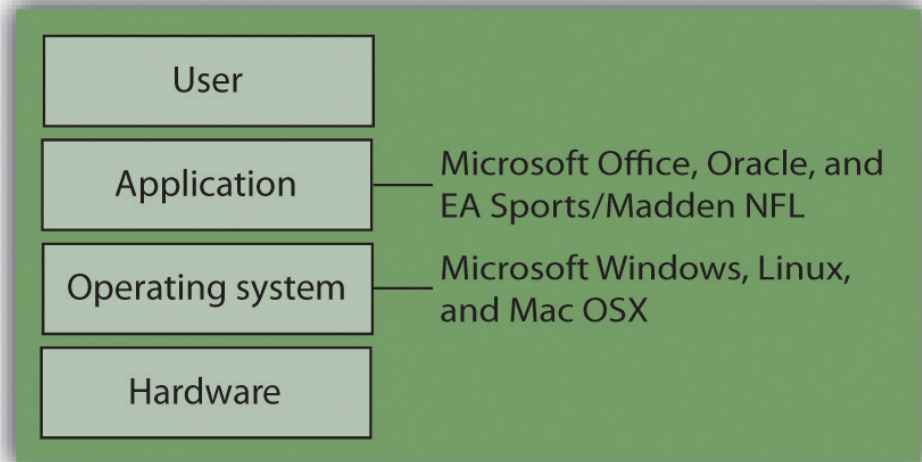 User
Application
Microsoft Office, Oracle, and
EA Sports/Madden NFL
Operating system
Microsoft Windows, Linux,
and Mac OSX
Hardware